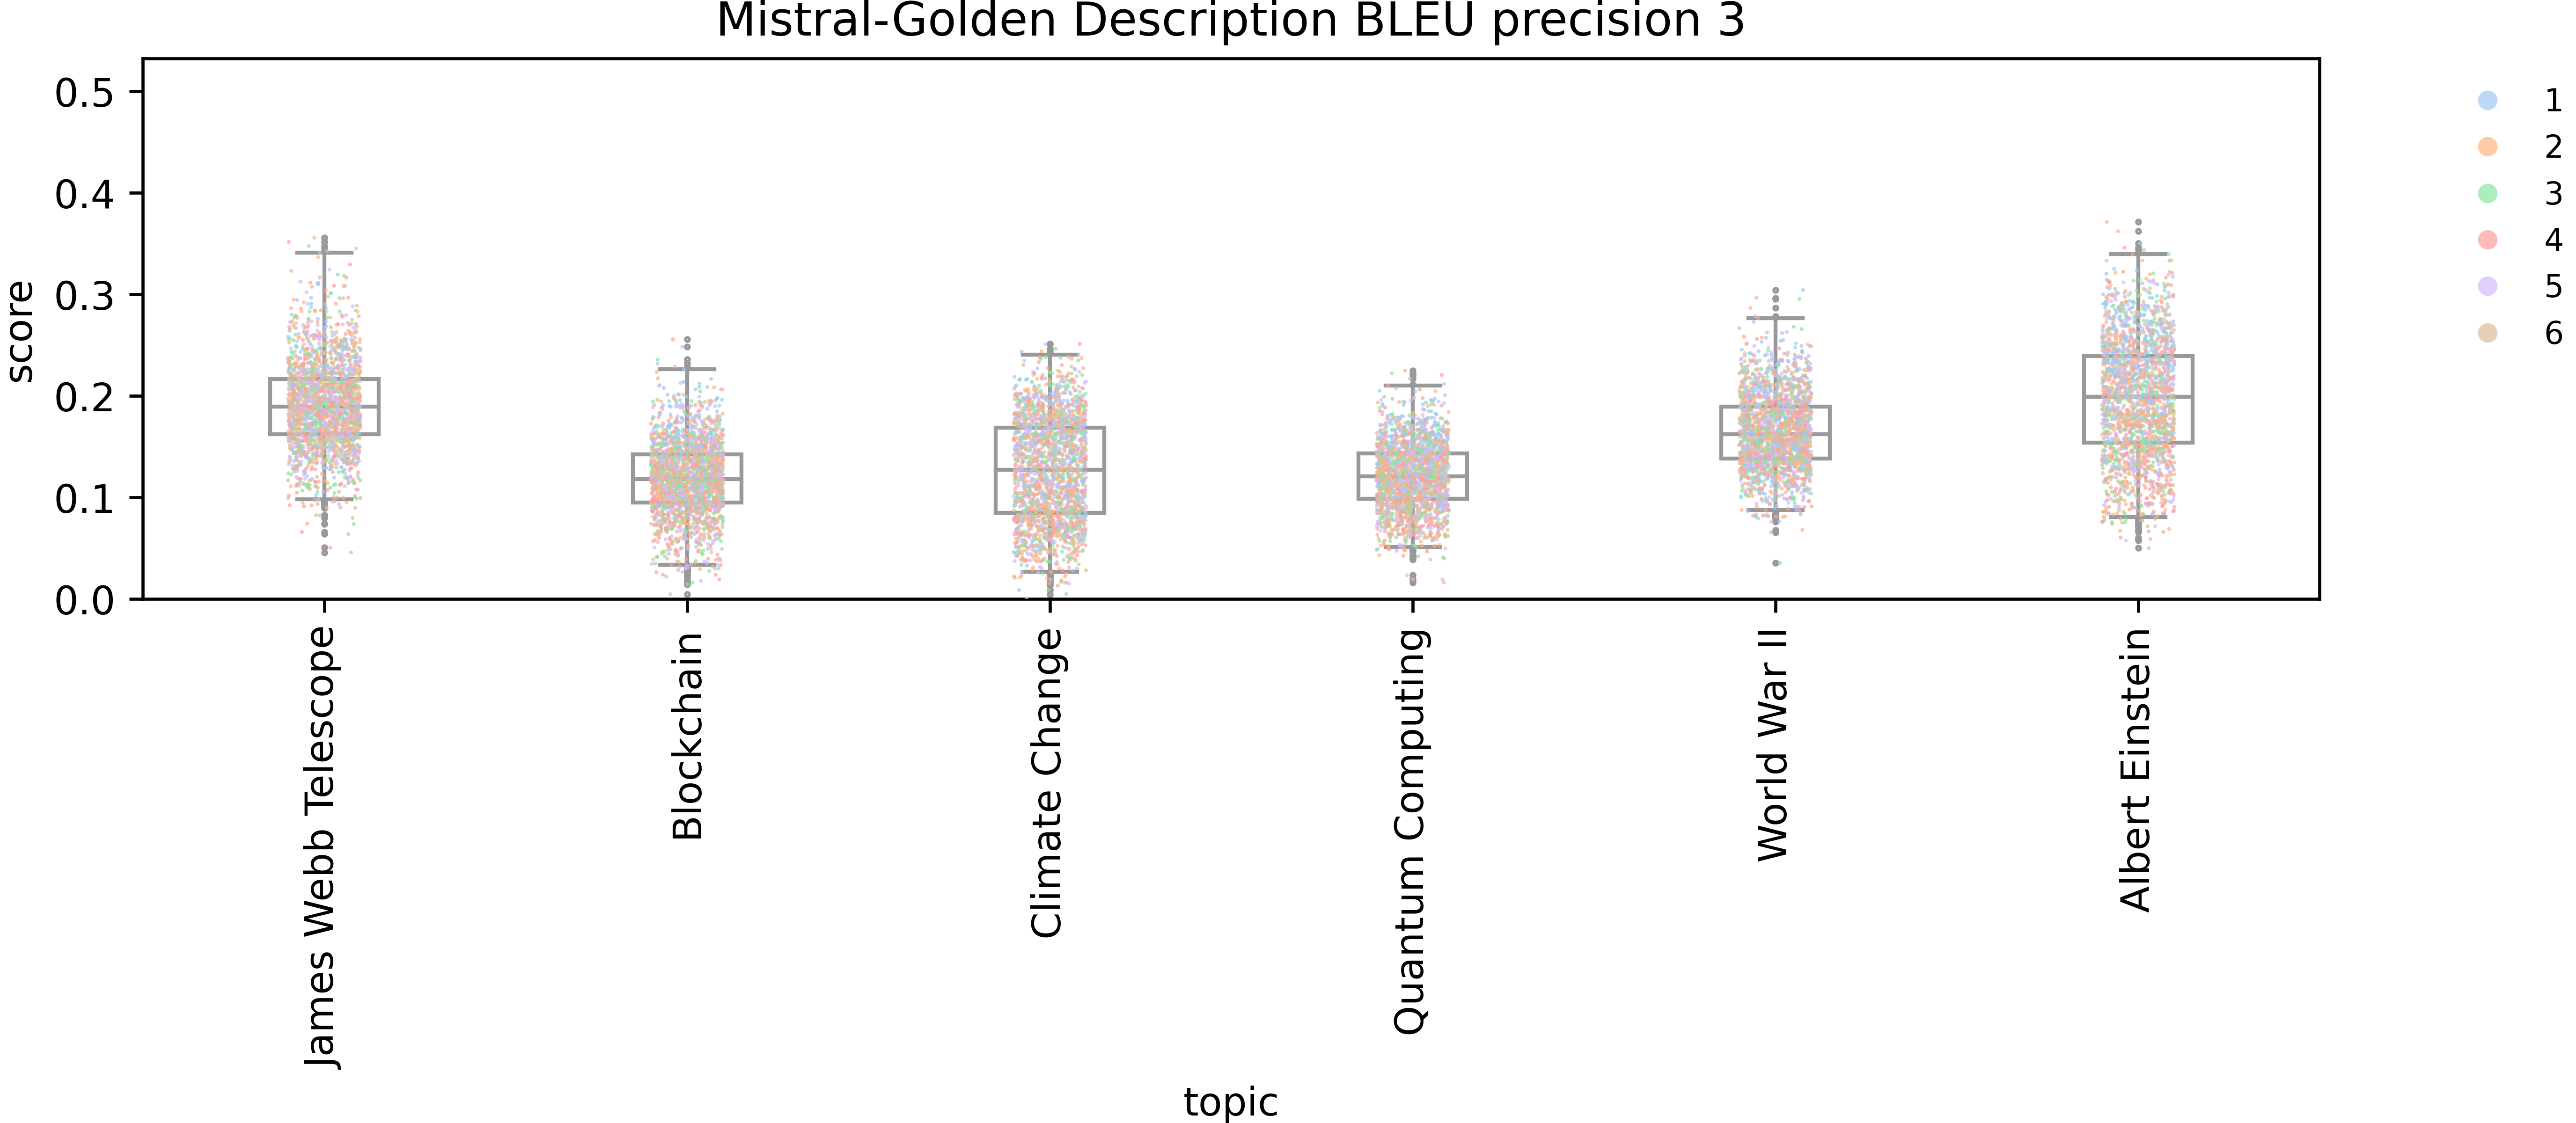 Mistral-Golden Description BLEU precision 3
score
0.5
0.4
0.3
0.2
0.1
0.0
James Webb Telescope
Blockchain
Climate Change
Quantum Computing
World War II
Albert Einstein
topic
1
2
3
4
5
6